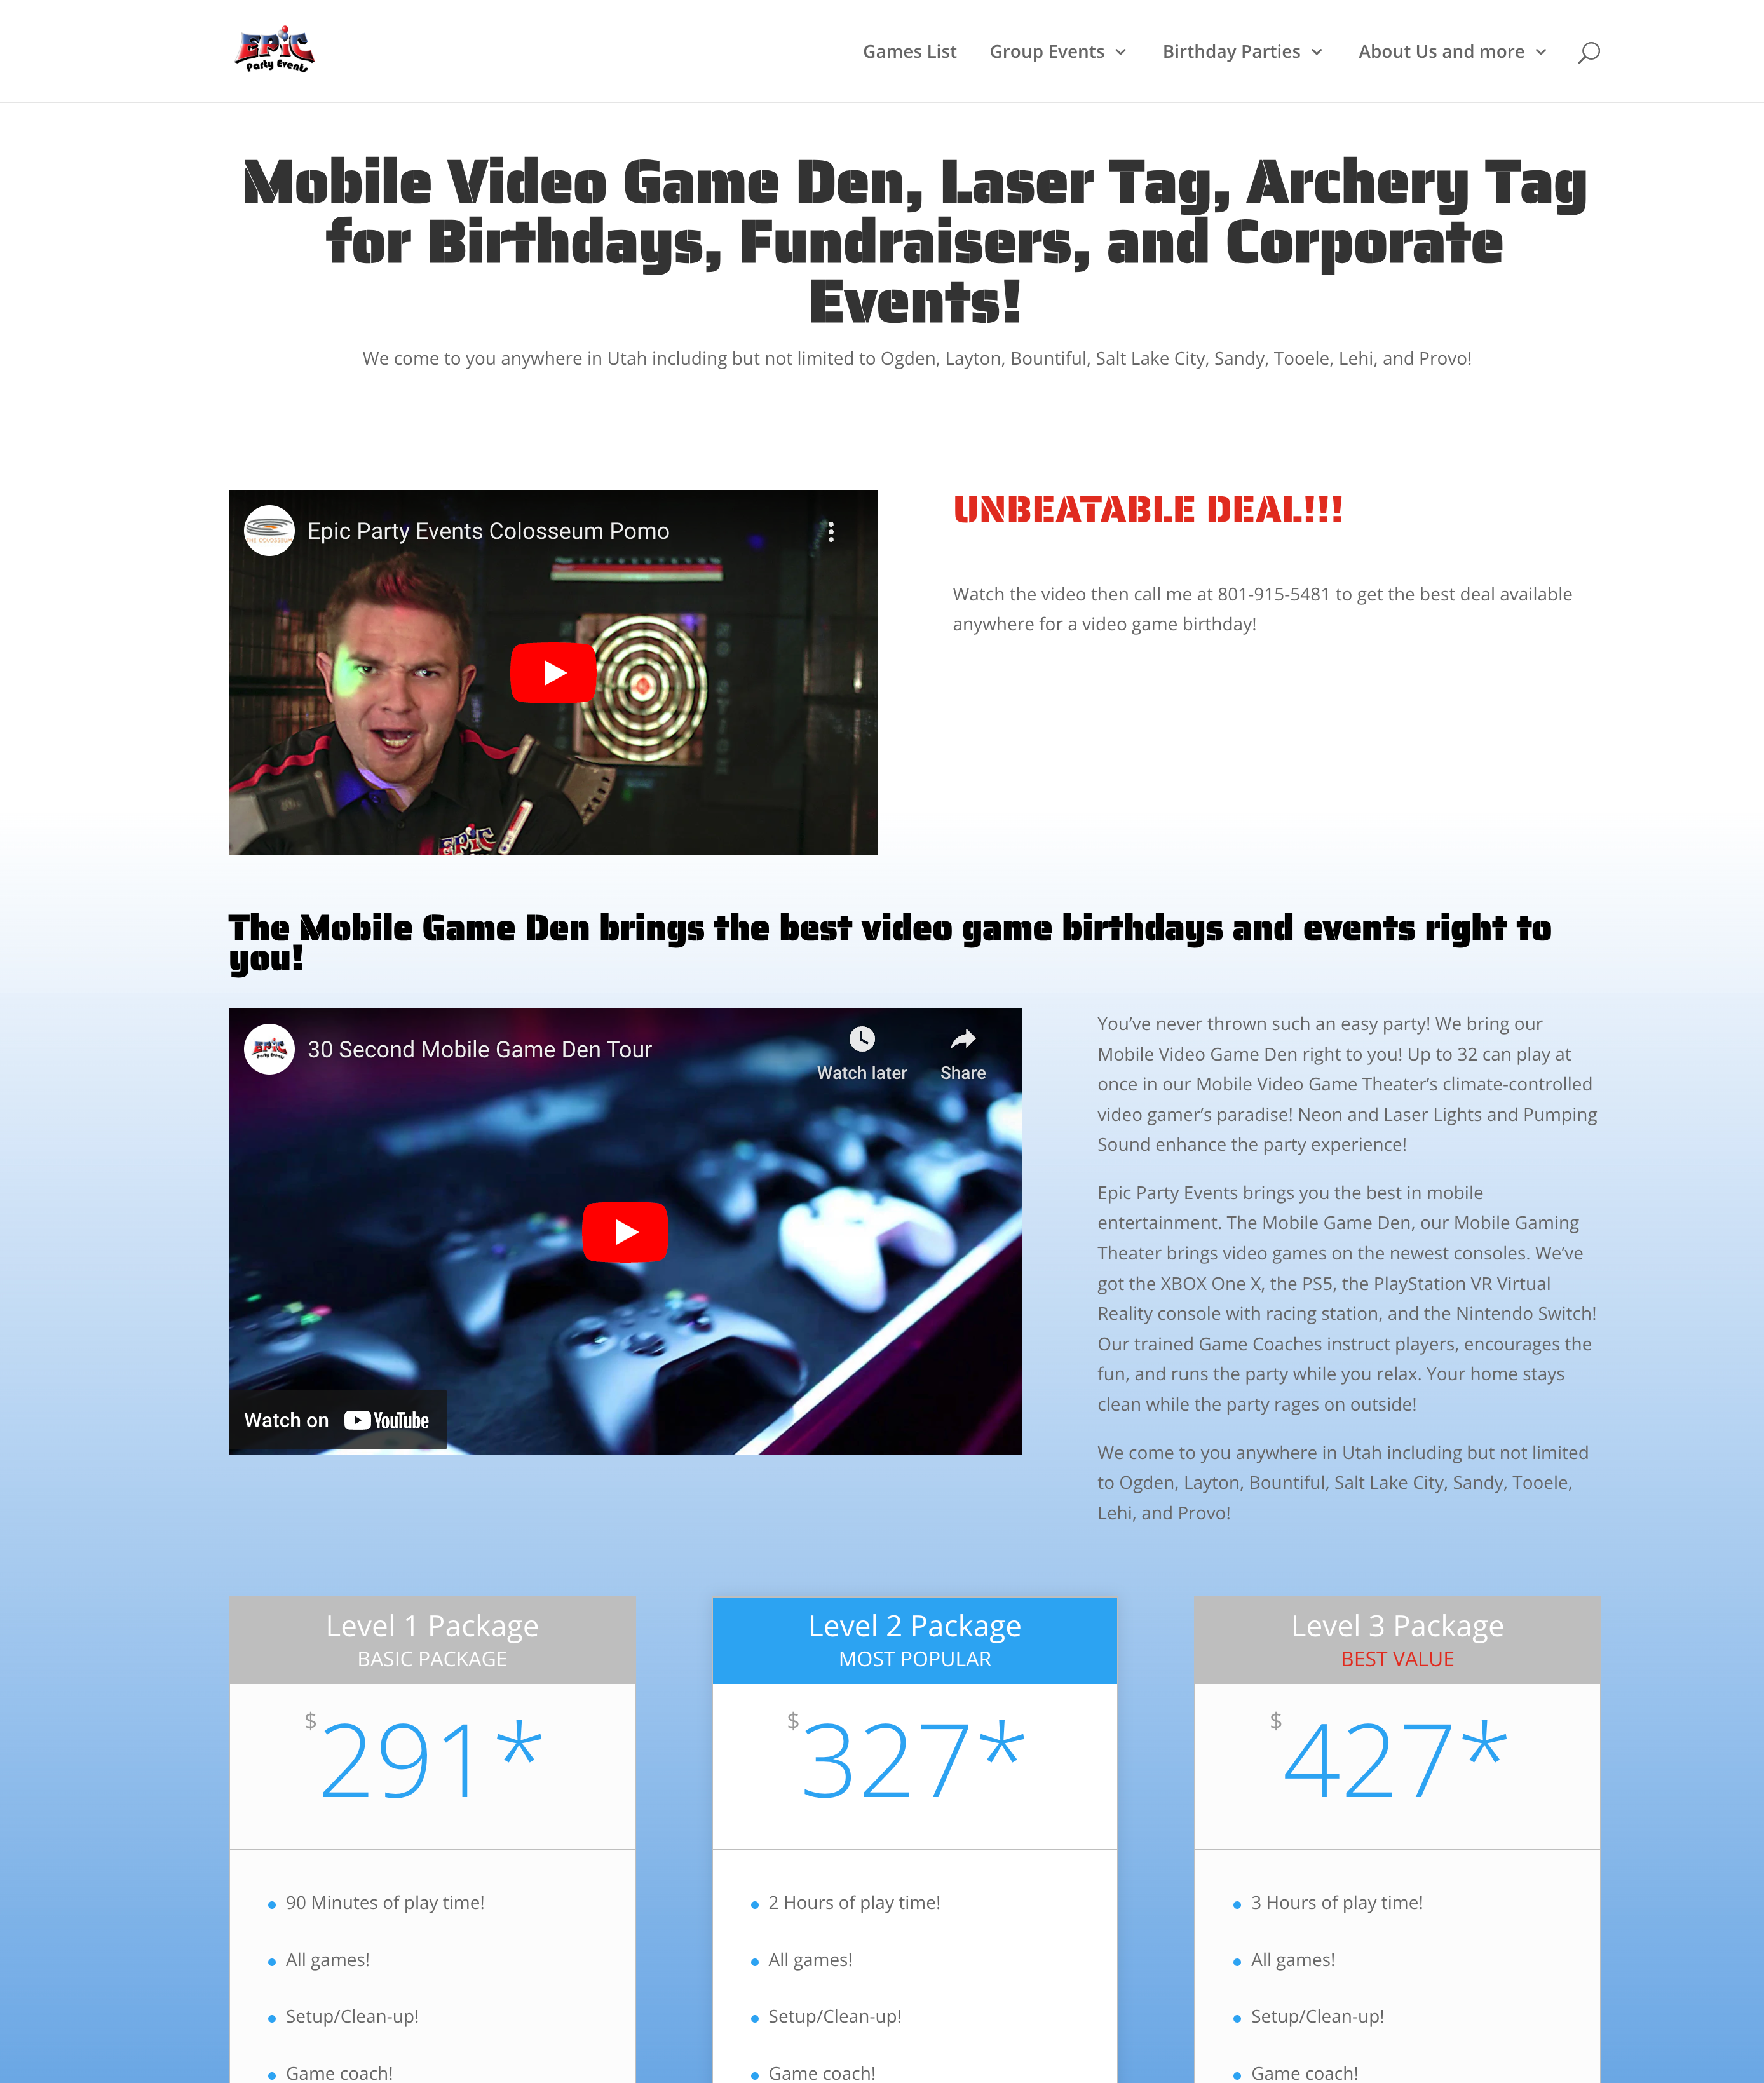 EPIC
Party Events
Games List
Group Events
Birthday Parties
About Us and more
Mobile Video Game Den, Laser Tag, Archery Tag
for Birthdays, Fundraisers, and Corporate
Events!
We come to you anywhere in Utah including but not limited to Ogden, Layton, Bountiful, Salt Lake City, Sandy, Tooele, Lehi, and Provo!
THE COLOSSEUM
Epic Party Events Colosseum Pomo
EPIC
UNBEATABLE DEAL!!!
Watch the video then call me at 801-915-5481 to get the best deal available
anywhere for a video game birthday!
The Mobile Game Den brings the best video game birthdays and events right to
you!
EPIC
Party Events
30 Second Mobile Game Den Tour
Watch later
Share
Watch on YouTube
You’ve never thrown such an easy party! We bring our
Mobile Video Game Den right to you! Up to 32 can play at
once in our Mobile Video Game Theater’s climate-controlled
video gamer’s paradise! Neon and Laser Lights and Pumping
Sound enhance the party experience!
Epic Party Events brings you the best in mobile
entertainment. The Mobile Game Den, our Mobile Gaming
Theater brings video games on the newest consoles. We’ve
got the XBOX One X, the PS5, the PlayStation VR Virtual
Reality console with racing station, and the Nintendo Switch!
Our trained Game Coaches instruct players, encourages the
fun, and runs the party while you relax. Your home stays
clean while the party rages on outside!
We come to you anywhere in Utah including but not limited
to Ogden, Layton, Bountiful, Salt Lake City, Sandy, Tooele,
Lehi, and Provo!
Level 1 Package
BASIC PACKAGE
$291*
90 Minutes of play time!
All games!
Setup/Clean-up!
Game coach!
Level 2 Package
MOST POPULAR
$327*
2 Hours of play time!
All games!
Setup/Clean-up!
Game coach!
Level 3 Package
BEST VALUE
$427*
3 Hours of play time!
All games!
Setup/Clean-up!
Game coach!